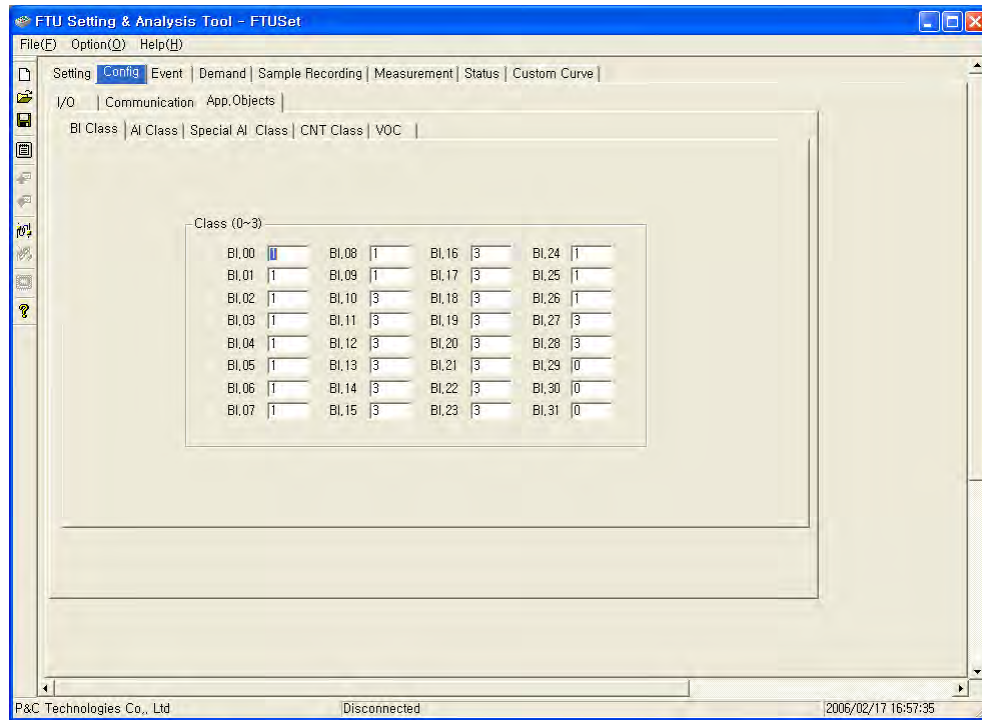 FTU Setting & Analysis Tool - FTUSet
File(F) Option(O) Help(H)
Setting Config Event Demand Sample Recording Measurement Status Custom Curve
I/O Communication App.Objects
BI Class AI Class Special AI Class CNT Class VOC
Class (0~3)
BI.00 1 BI.08 1 BI.16 3 BI.24 1
BI.01 1 BI.09 1 BI.17 3 BI.25 1
BI.02 1 BI.10 3 BI.18 3 BI.26 1
BI.03 1 BI.11 3 BI.19 3 BI.27 3
BI.04 1 BI.12 3 BI.20 3 BI.28 3
BI.05 1 BI.13 3 BI.21 3 BI.29 0
BI.06 1 BI.14 3 BI.22 3 BI.30 0
BI.07 1 BI.15 3 BI.23 3 BI.31 0
P&C Technologies Co., Ltd Disconnected 2006/02/17 16:57:35